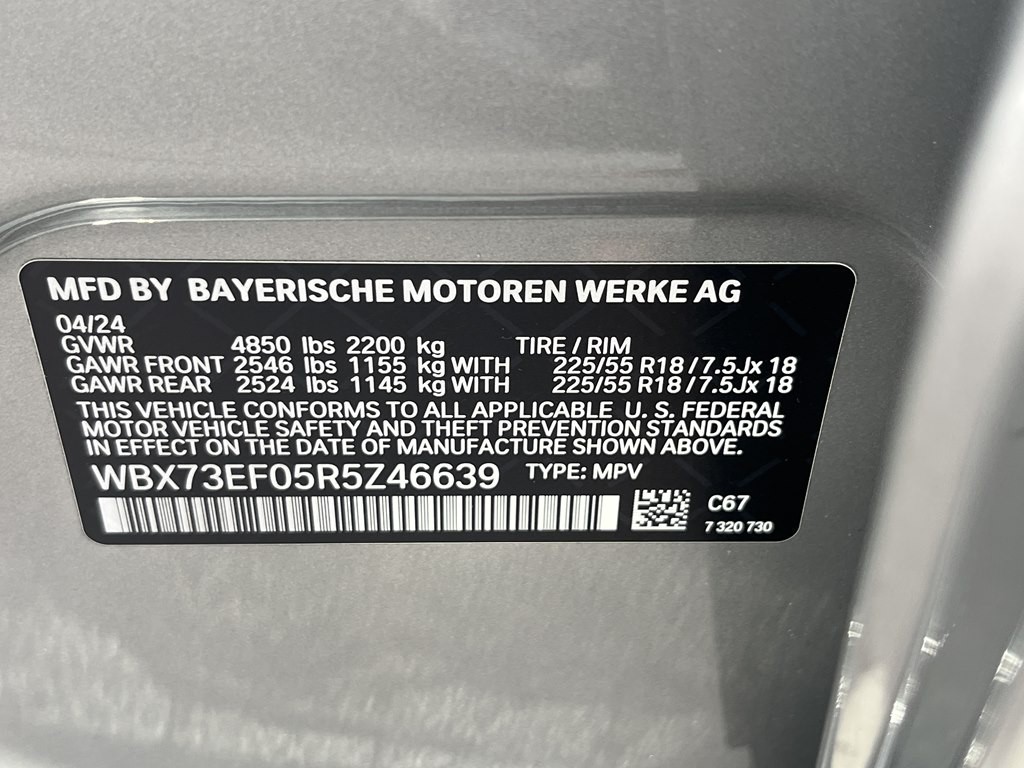 MFD BY BAYERISCHE MOTOREN WERKE AG
04/24
GVWR 4850 lbs 2200 kg TIRE / RIM
GAWR FRONT 2546 lbs 1155 kg WITH 225/55 R18 / 7.5Jx 18
GAWR REAR 2524 lbs 1145 kg WITH 225/55 R18 / 7.5Jx 18
THIS VEHICLE CONFORMS TO ALL APPLICABLE U. S. FEDERAL
MOTOR VEHICLE SAFETY AND THEFT PREVENTION STANDARDS
IN EFFECT ON THE DATE OF MANUFACTURE SHOWN ABOVE.
WBX73EF05R5Z46639 TYPE: MPV
C67
7 320 730